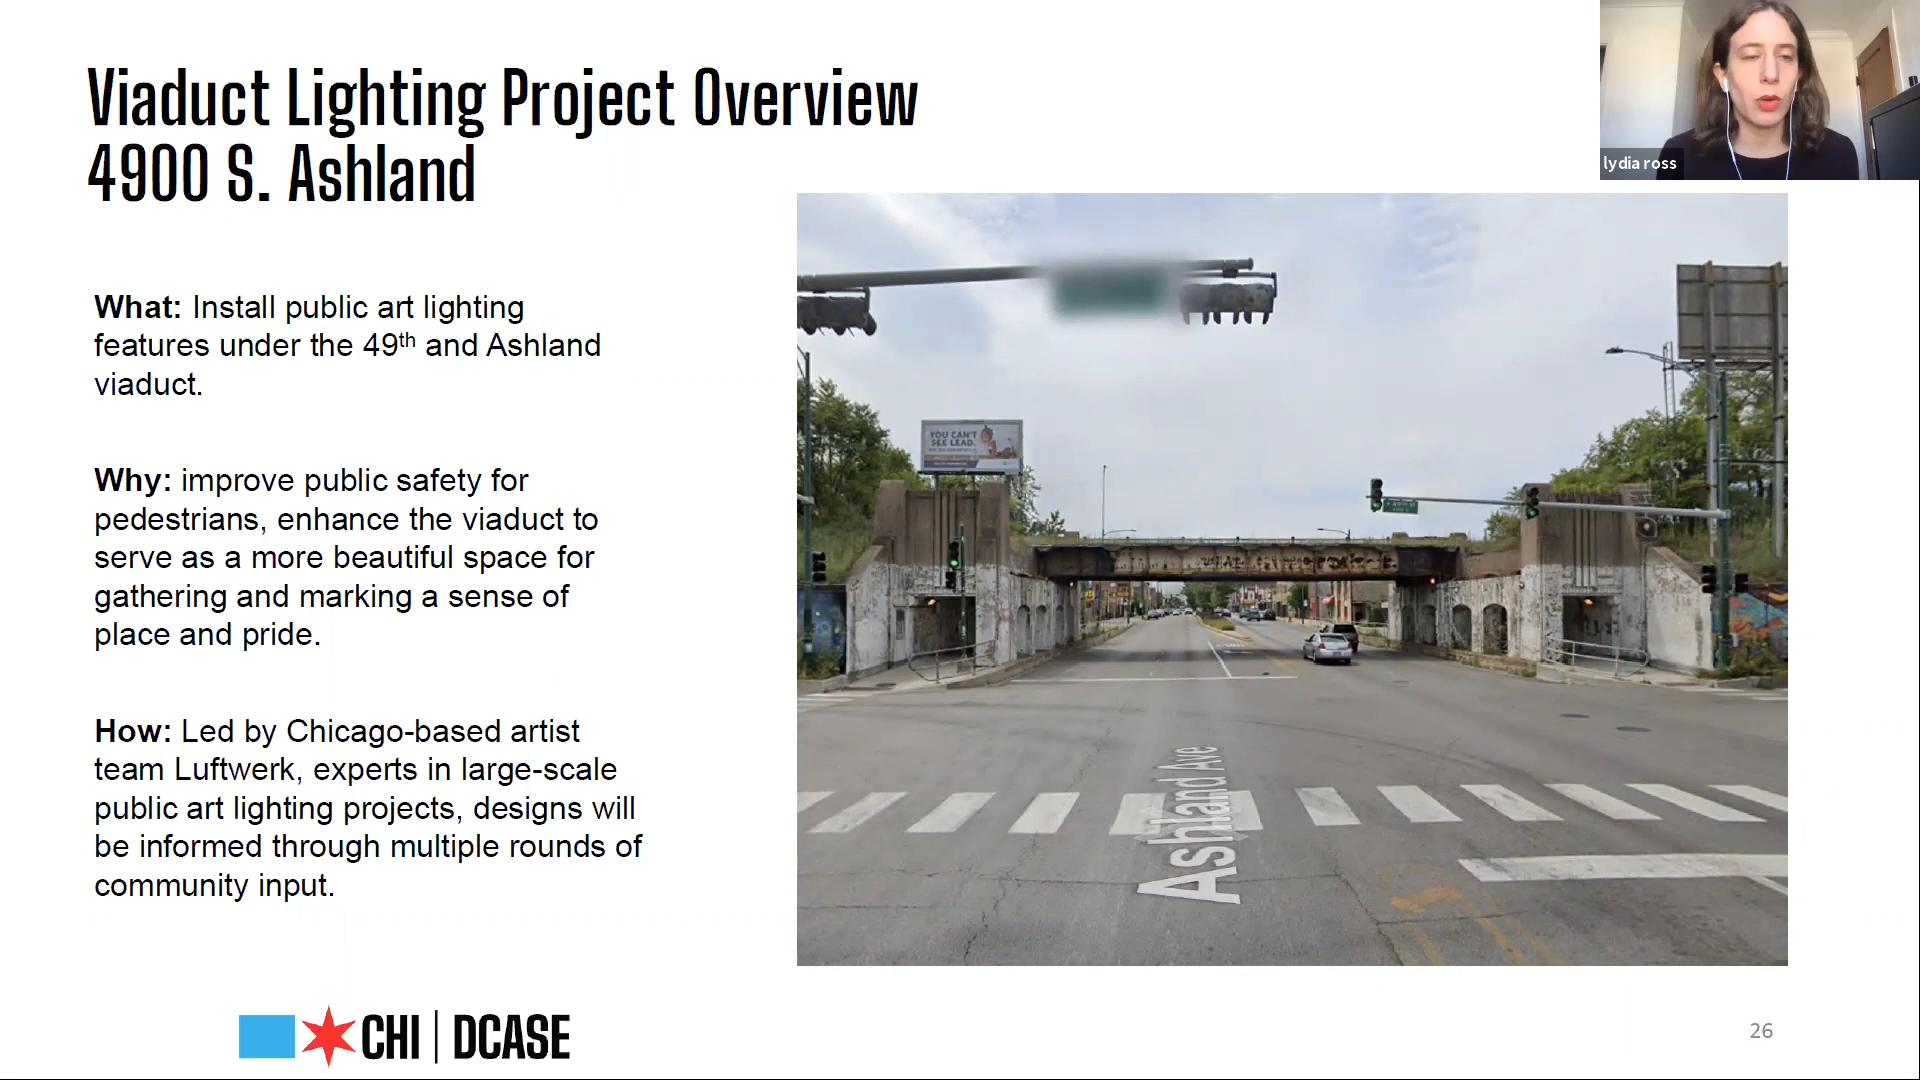 Viaduct Lighting Project Overview
4900 S. Ashland
lydia ross
What: Install public art lighting
features under the 49th and Ashland
viaduct.
Why: improve public safety for
pedestrians, enhance the viaduct to
serve as a more beautiful space for
gathering and marking a sense of
place and pride.
How: Led by Chicago-based artist
team Luftwerk, experts in large-scale
public art lighting projects, designs will
be informed through multiple rounds of
community input.
YOU CAN'T
SEE LEAD.
Ashland Ave
CHI | DCASE
26